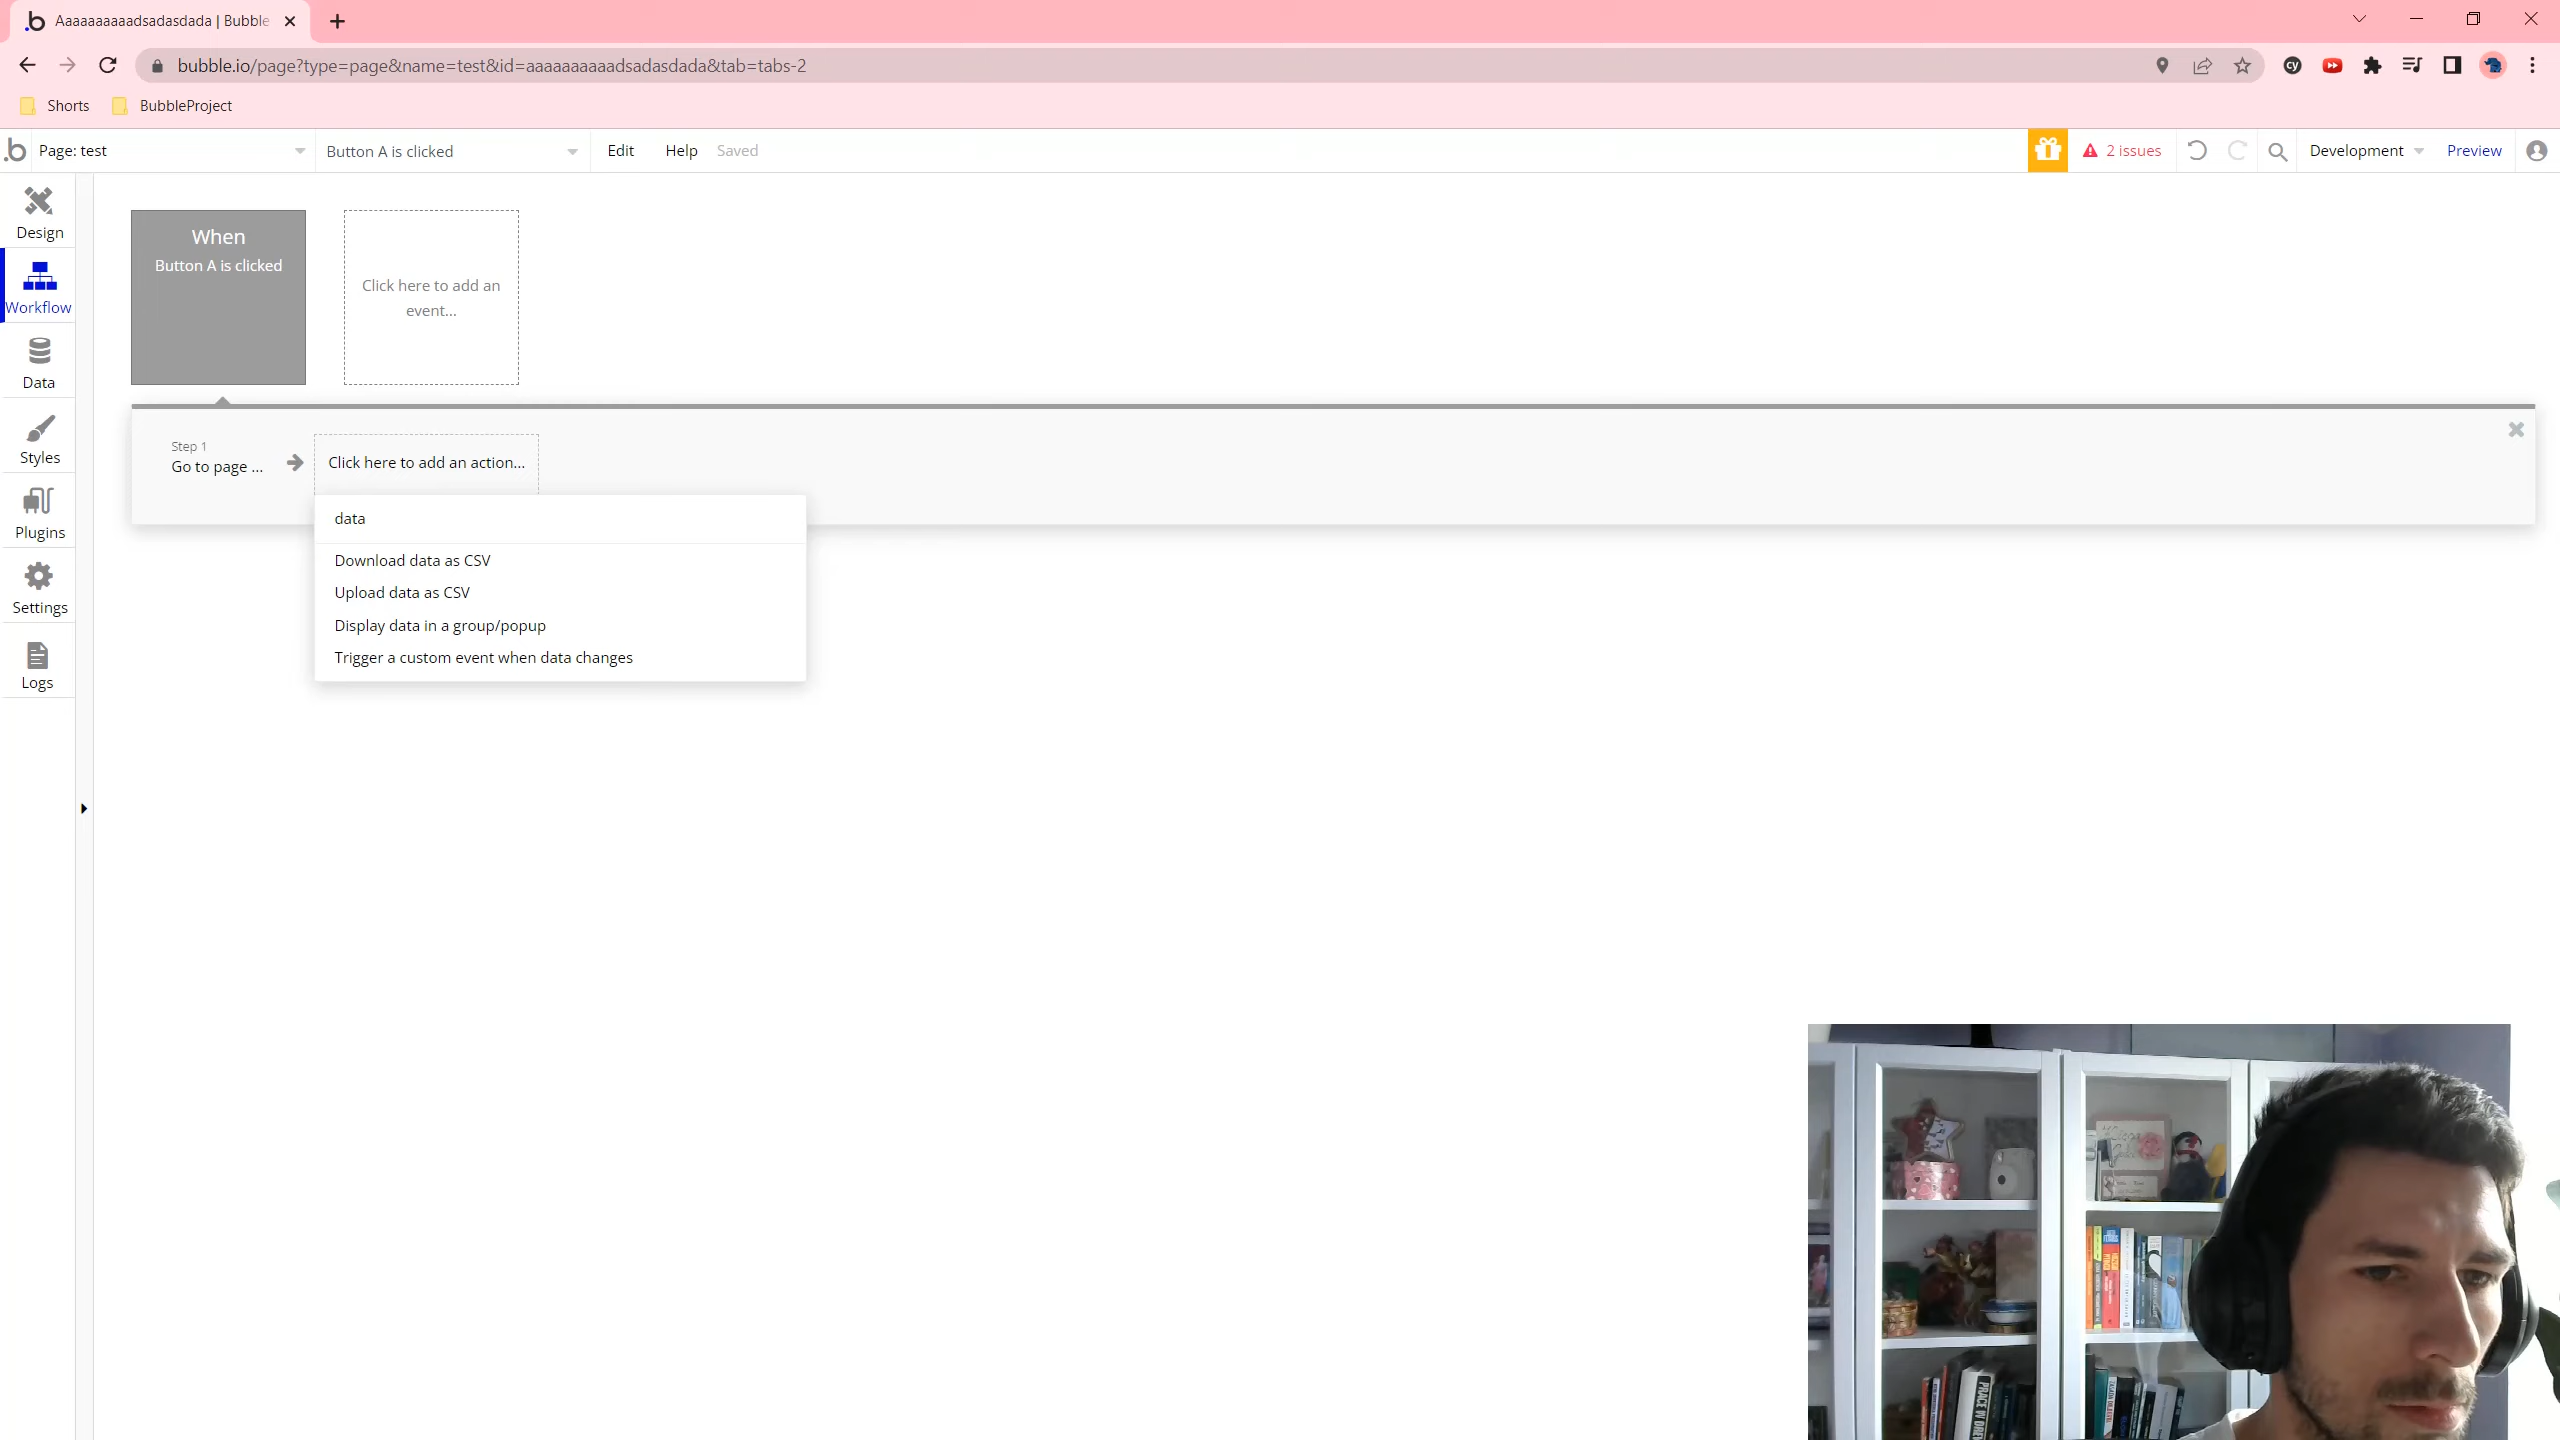 Aaaaaaaaaadsadasdada | Bubble
bubble.io/page?type=page&name=test&id=aaaaaaaaaadsadasdada&tab=tabs-2
Shorts
BubbleProject
Page: test
Button A is clicked
Edit
Help
Saved
2 issues
Development
Preview
Design
Workflow
Data
Styles
Plugins
Settings
Logs
When
Button A is clicked
Click here to add an
event...
Step 1
Go to page ...
Click here to add an action...
data
Download data as CSV
Upload data as CSV
Display data in a group/popup
Trigger a custom event when data changes